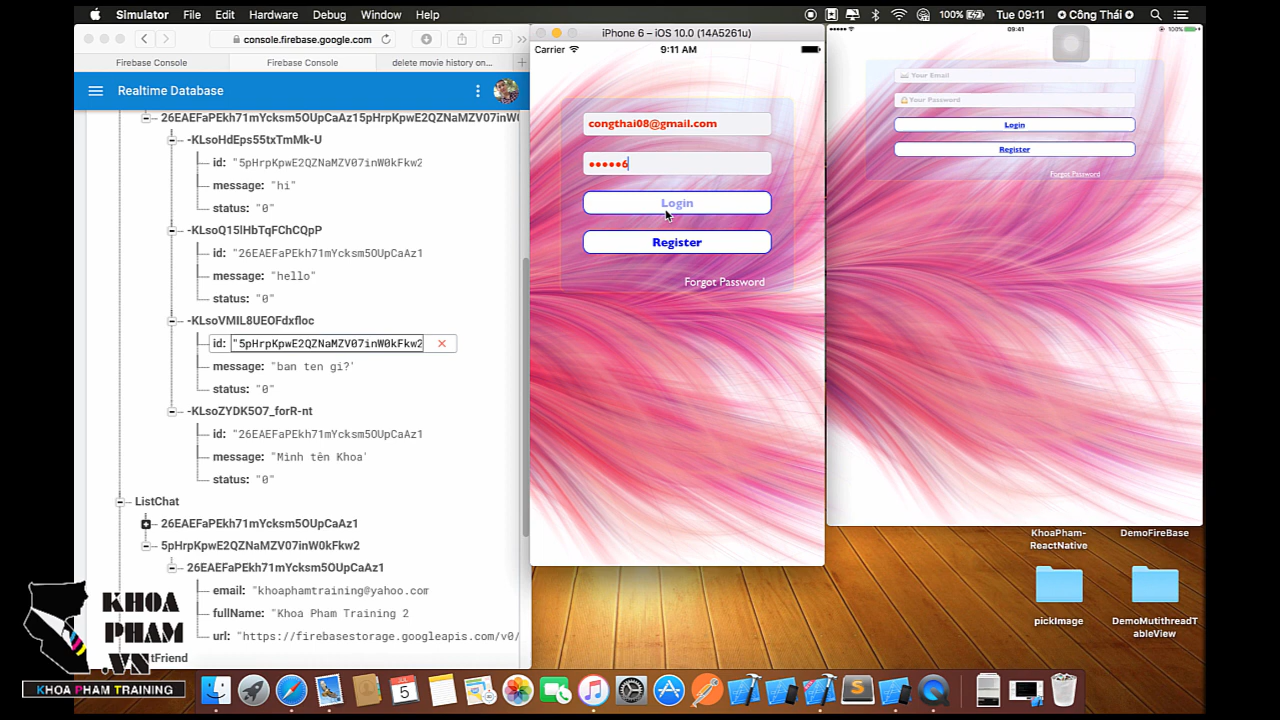 Simulator File Edit Hardware Debug Window Help
100% Tue 09:11 Công Thái
console.firebase.google.com
Firebase Console
Firebase Console
delete movie history on...
Realtime Database
26EAEFaPEkh71mYcksm5OUpCaAz15pHrpKpwE2QZNaMZV07inW0
-KLsoHdEps55txTmMk-U
id: "5pHrpKpwE2QZNaMZV07inW0kFkw2
message: "hi"
status: "0"
-KLsoQ15lHbTqFChCQpP
id: "26EAEFaPEkh71mYcksm5OUpCaAz1
message: "hello"
status: "0"
-KLsoVMIL8UEOFdxfloc
id: "5pHrpKpwE2QZNaMZV07inW0kFkw2
message: "ban ten gi?'
status: "0"
-KLsoZYDK5O7_forR-nt
id: "26EAEFaPEkh71mYcksm5OUpCaAz1
message: "Minh tên Khoa'
status: "0"
ListChat
26EAEFaPEkh71mYcksm5OUpCaAz1
5pHrpKpwE2QZNaMZV07inW0kFkw2
26EAEFaPEkh71mYcksm5OUpCaAz1
email: "khoaphamtraining@yahoo.com
fullName: "Khoa Pham Training 2
url: "https://firebasestorage.googleapis.com/v0/
tFriend
iPhone 6 – iOS 10.0 (14A5261u)
Carrier 9:11 AM
congthai08@gmail.com
●●●●●6
Login
Register
Forgot Password
09:41 100%
Your Email
Your Password
Login
Register
Forgot Password
KhoaPham-ReactNative
DemoFireBase
pickImage
DemoMutithreadTableView
KHOA
PHAM
.VN
KHOA PHAM TRAINING
JUL
5